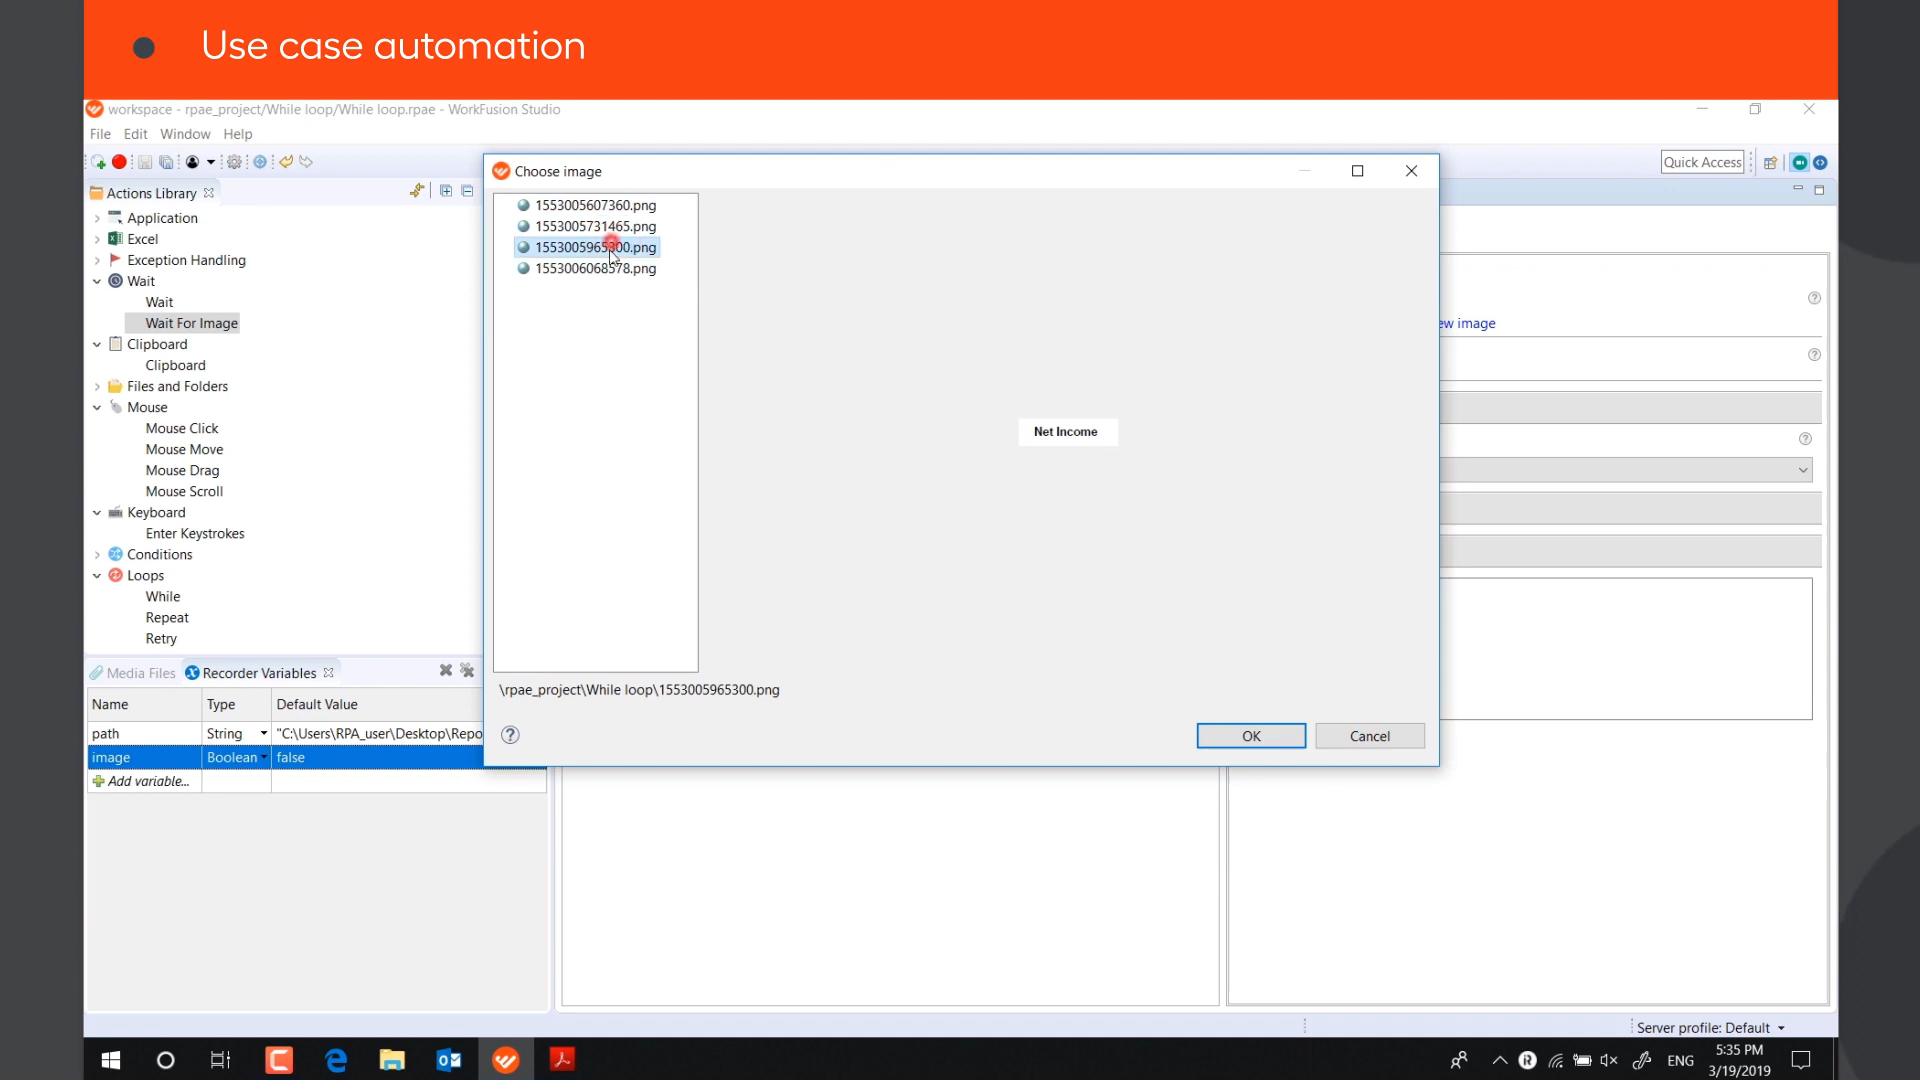 Use case automation
workspace - rpae_project/While loop/While loop.rpae - WorkFusion Studio
File Edit Window Help
Quick Access
Actions Library
Application
Excel
Exception Handling
Wait
Wait
Wait For Image
Clipboard
Clipboard
Files and Folders
Mouse
Mouse Click
Mouse Move
Mouse Drag
Mouse Scroll
Keyboard
Enter Keystrokes
Conditions
Loops
While
Repeat
Retry
Media Files Recorder Variables
Name Type Default Value
path String "C:\Users\RPA_user\Desktop\Repo
image Boolean false
Add variable...
Choose image
1553005607360.png
1553005731465.png
1553005965300.png
1553006068578.png
Net Income
\rpae_project\While loop\1553005965300.png
OK Cancel
ew image
Server profile: Default
ENG
5:35 PM
3/19/2019